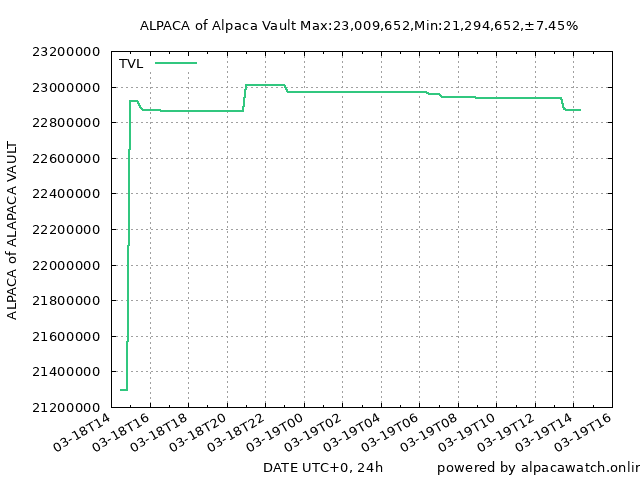 ALPACA of Alpaca Vault Max:23,009,652,Min:21,294,652,±7.45%
TVL
23200000
23000000
22800000
22600000
22400000
22200000
22000000
21800000
21600000
21400000
21200000
ALPACA of ALAPACA VAULT
03-18T14
03-18T16
03-18T18
03-18T20
03-18T22
03-19T00
03-19T02
03-19T04
03-19T06
03-19T08
03-19T10
03-19T12
03-19T14
03-19T16
DATE UTC+0, 24h
powered by alpacawatch.onlin